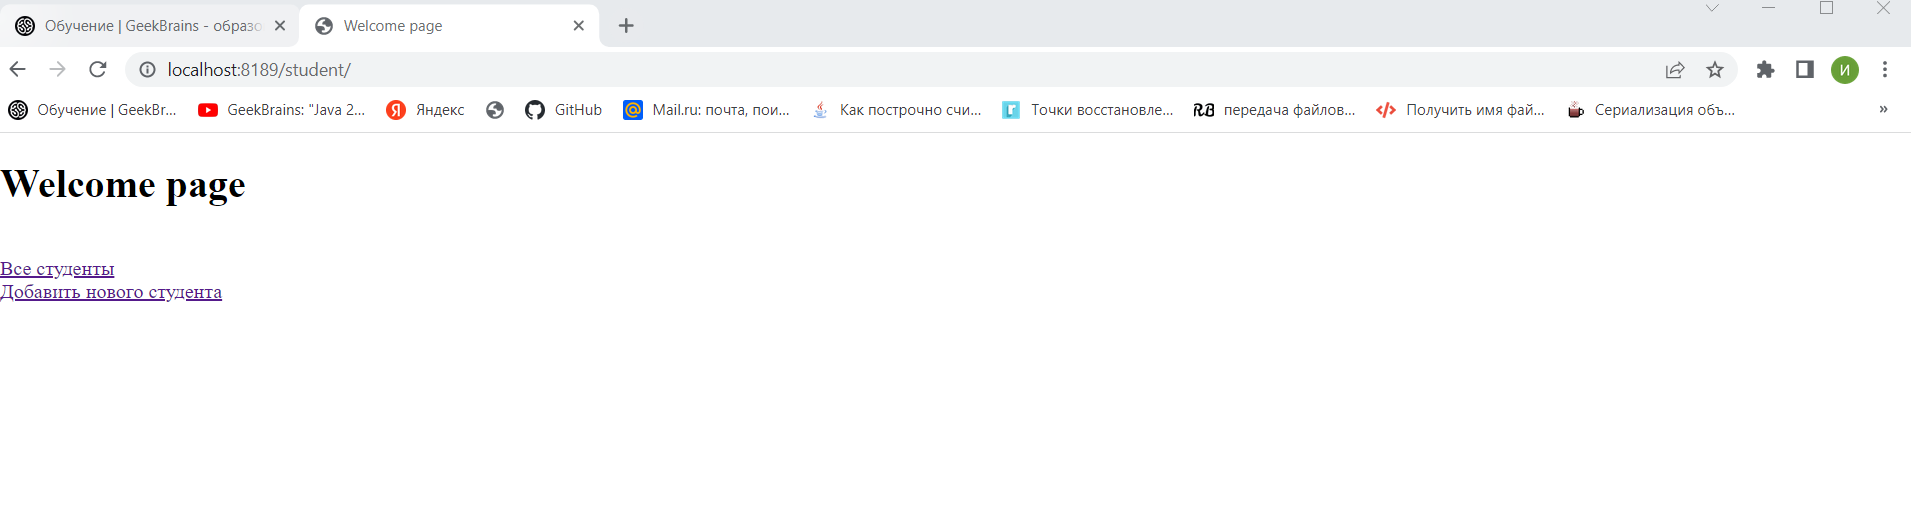 Обучение | GeekBrains - образо
Welcome page
localhost:8189/student/
И
Обучение | GeekBr...
GeekBrains: "Java 2...
Яндекс
GitHub
Mail.ru: почта, пои...
Как построчно счи...
Точки восстановле...
RB передача файлов...
Получить имя фай...
Сериализация объ...
»
Welcome page
Все студенты
Добавить нового студента